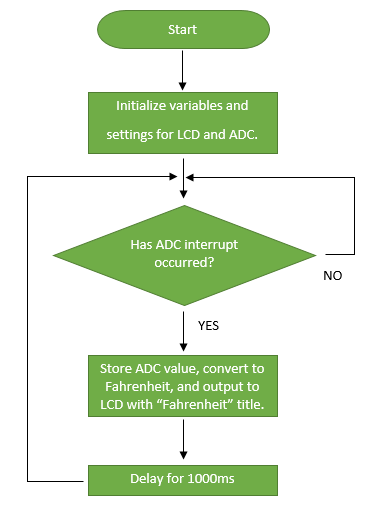 Start
Initialize variables and
settings for LCD and ADC.
Has ADC interrupt
occurred?
NO
YES
Store ADC value, convert to
Fahrenheit, and output to
LCD with “Fahrenheit” title.
Delay for 1000ms